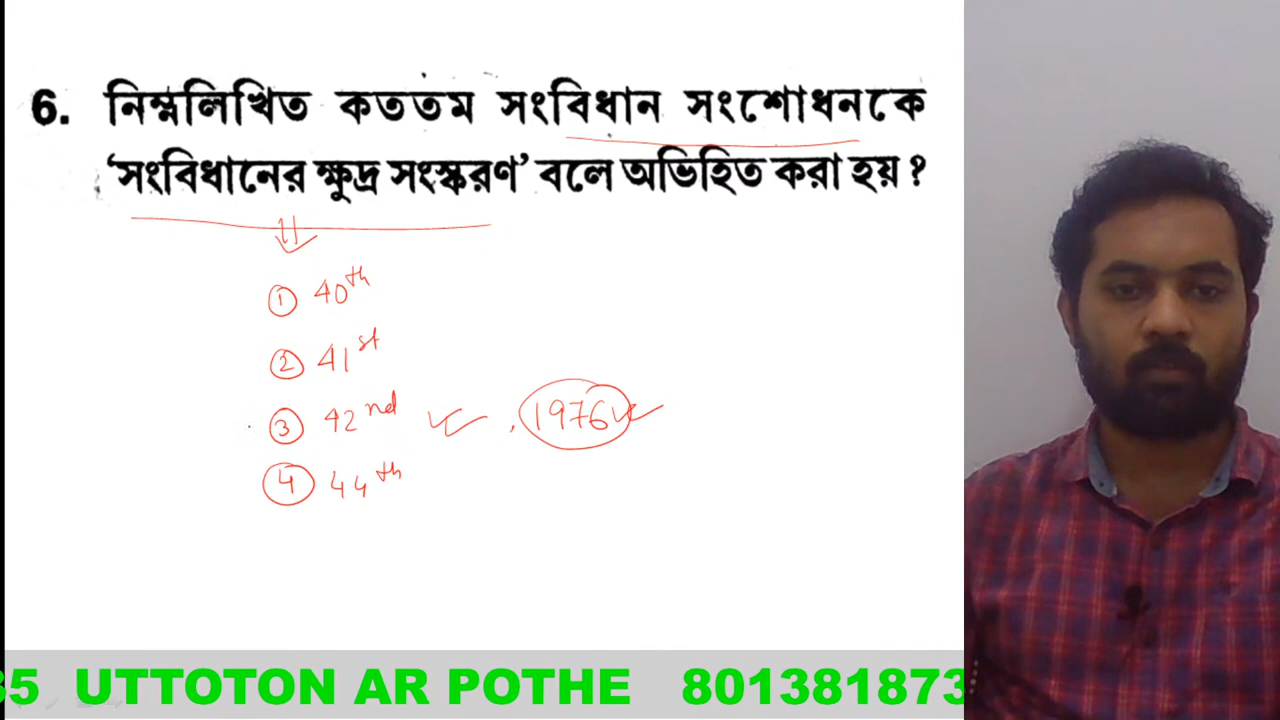 6. নিম্নলিখিত কততম সংবিধান সংশোধনকে
‘সংবিধানের ক্ষুদ্র সংস্করণ’ বলে অভিহিত করা হয় ?
① 40th
② 41st
③ 42nd , 1976
④ 44th
35 UTTOTON AR POTHE 801381873